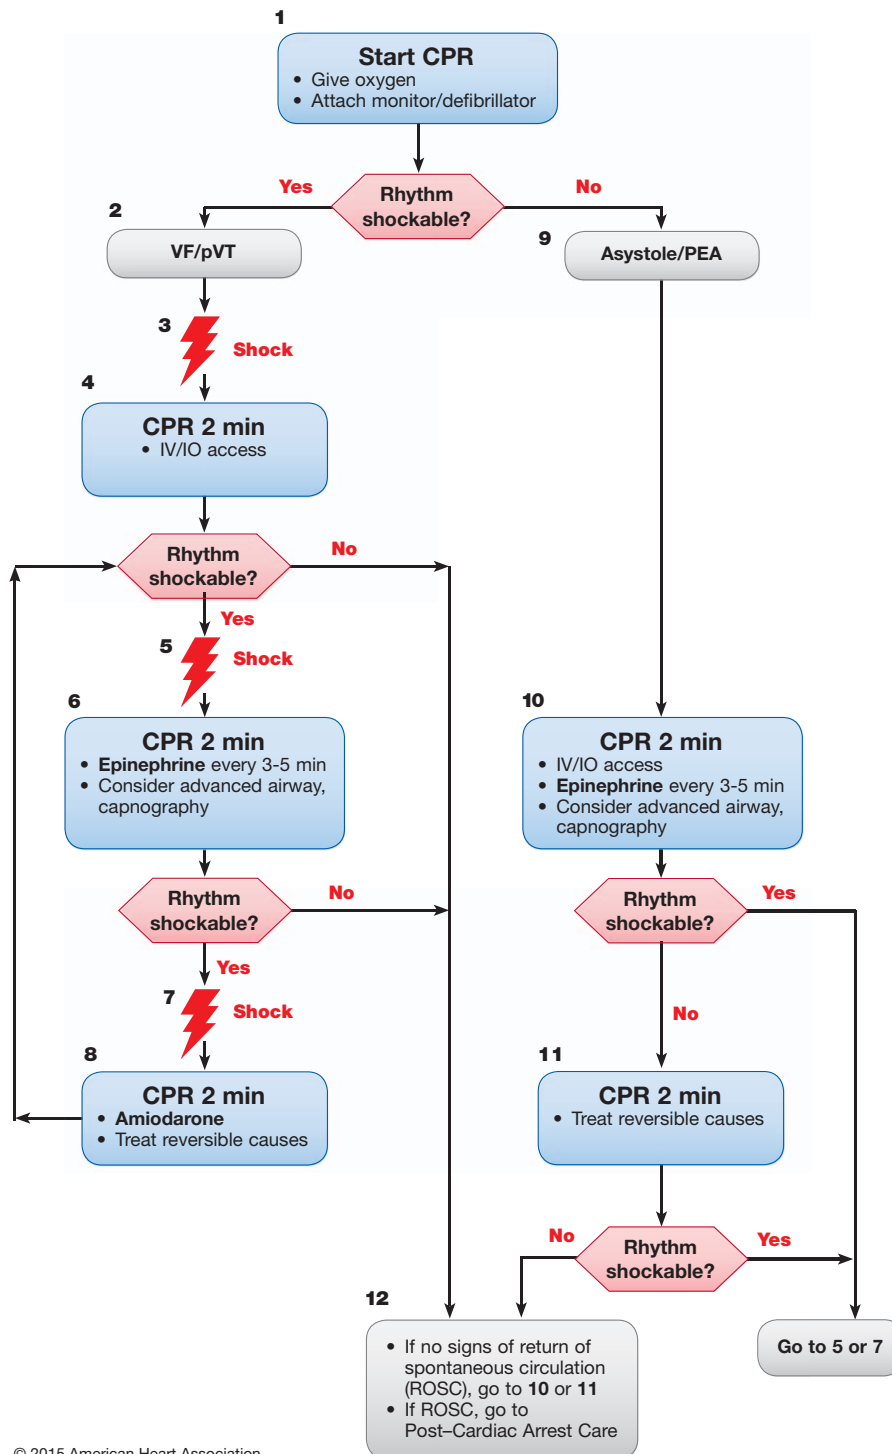 1
Start CPR
• Give oxygen
• Attach monitor/defibrillator
Rhythm
shockable?
Yes
No
2
VF/pVT
9
Asystole/PEA
3
Shock
4
CPR 2 min
• IV/IO access
Rhythm
shockable?
No
Yes
5
Shock
6
CPR 2 min
• Epinephrine every 3-5 min
• Consider advanced airway,
capnography
10
CPR 2 min
• IV/IO access
• Epinephrine every 3-5 min
• Consider advanced airway,
capnography
Rhythm
shockable?
No
Yes
Rhythm
shockable?
Yes
No
7
Shock
8
CPR 2 min
• Amiodarone
• Treat reversible causes
11
CPR 2 min
• Treat reversible causes
Rhythm
shockable?
No
Yes
12
• If no signs of return of
spontaneous circulation
(ROSC), go to 10 or 11
• If ROSC, go to
Post–Cardiac Arrest Care
Go to 5 or 7
© 2015 American Heart Association